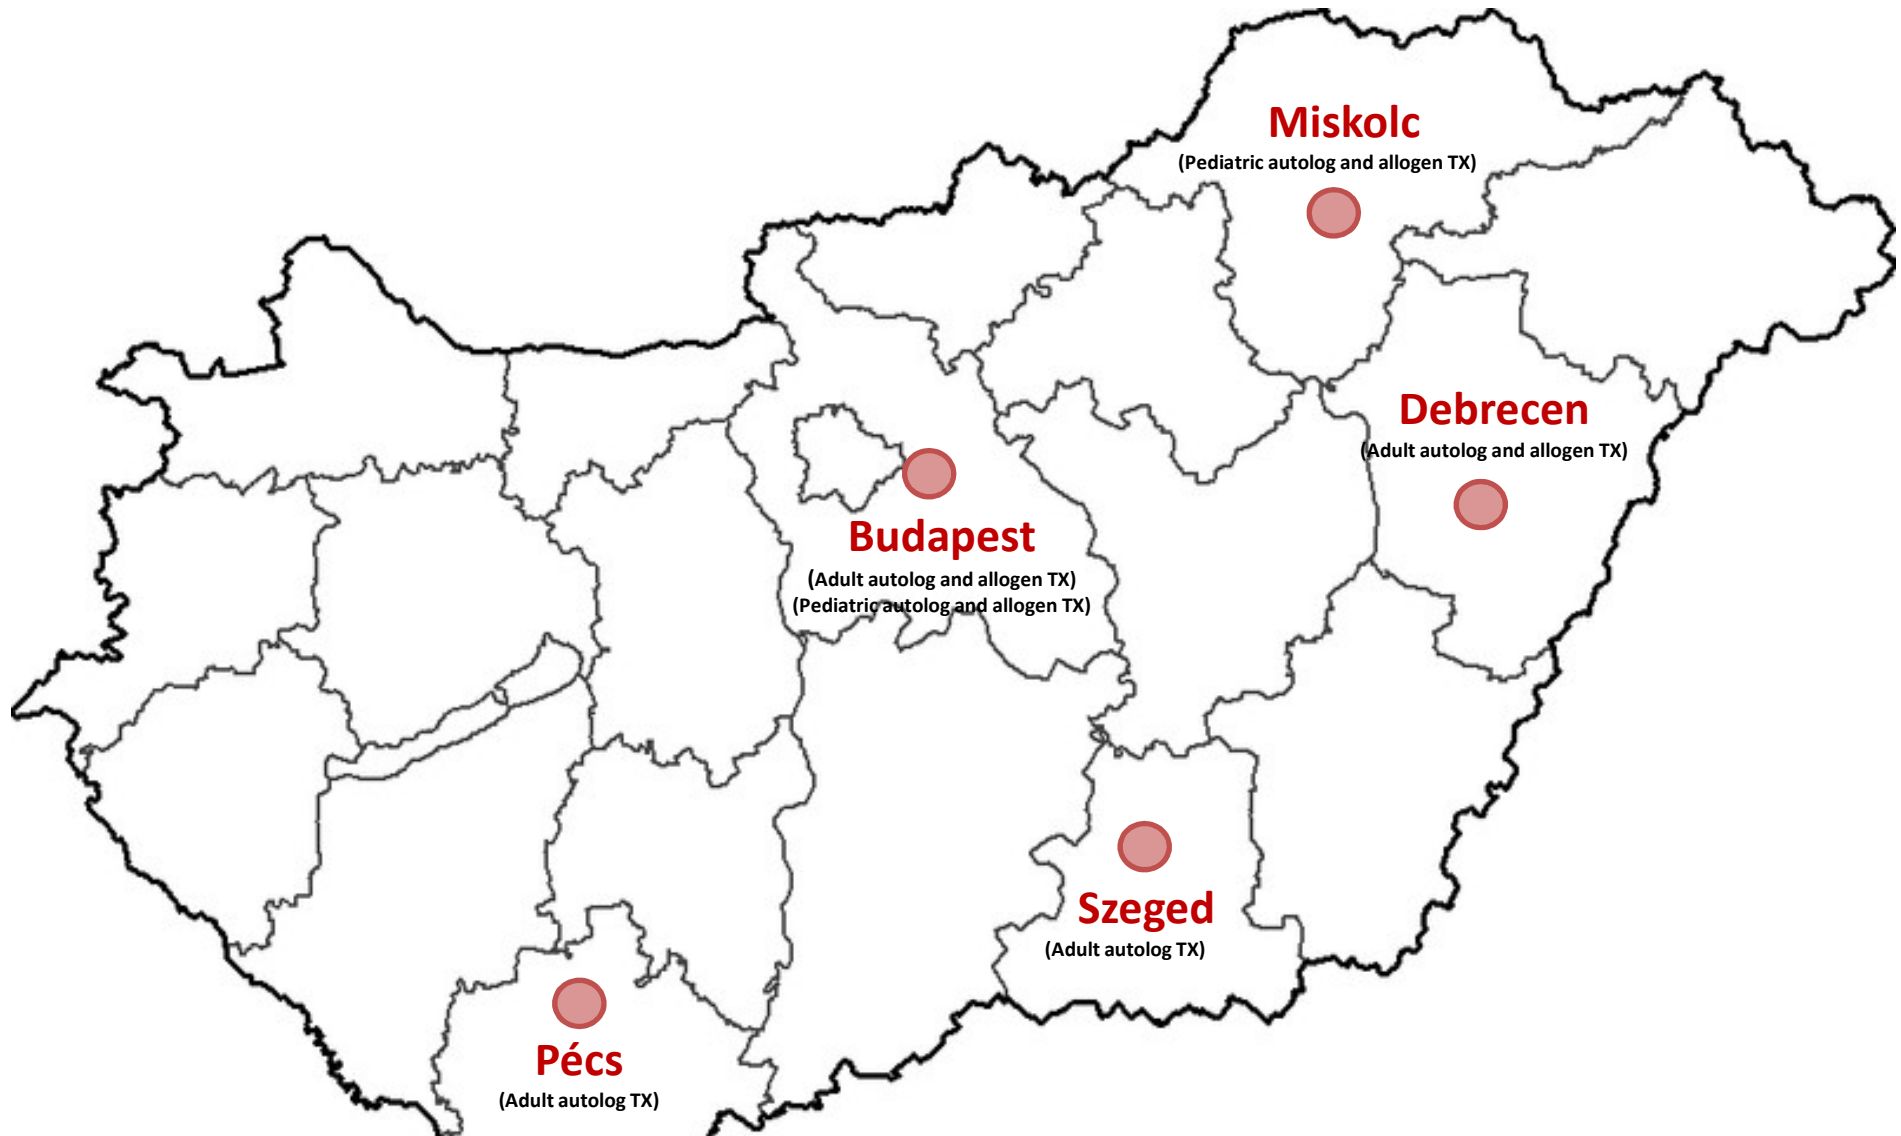 Miskolc
(Pediatric autolog and allogen TX)
Debrecen
(Adult autolog and allogen TX)
Budapest
(Adult autolog and allogen TX)
(Pediatric autolog and allogen TX)
Szeged
(Adult autolog TX)
Pécs
(Adult autolog TX)